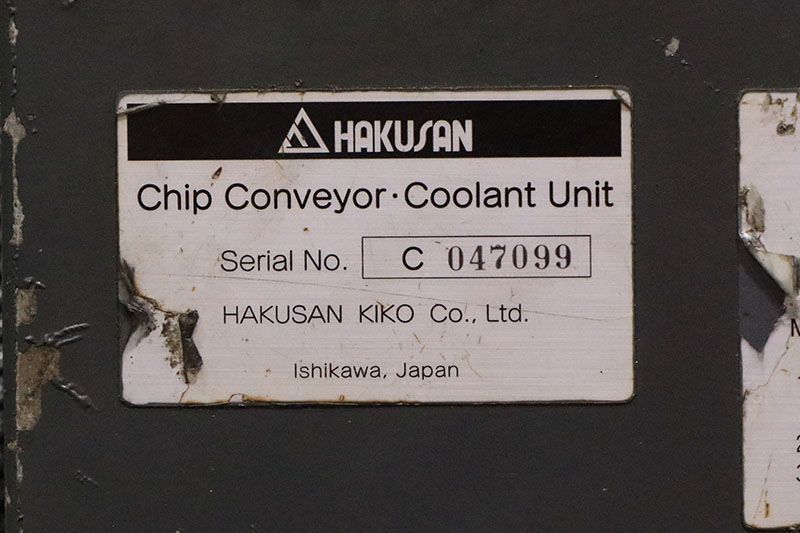 HAKUSAN
Chip Conveyor·Coolant Unit
Serial No. C 047099
HAKUSAN KIKO Co., Ltd.
Ishikawa, Japan